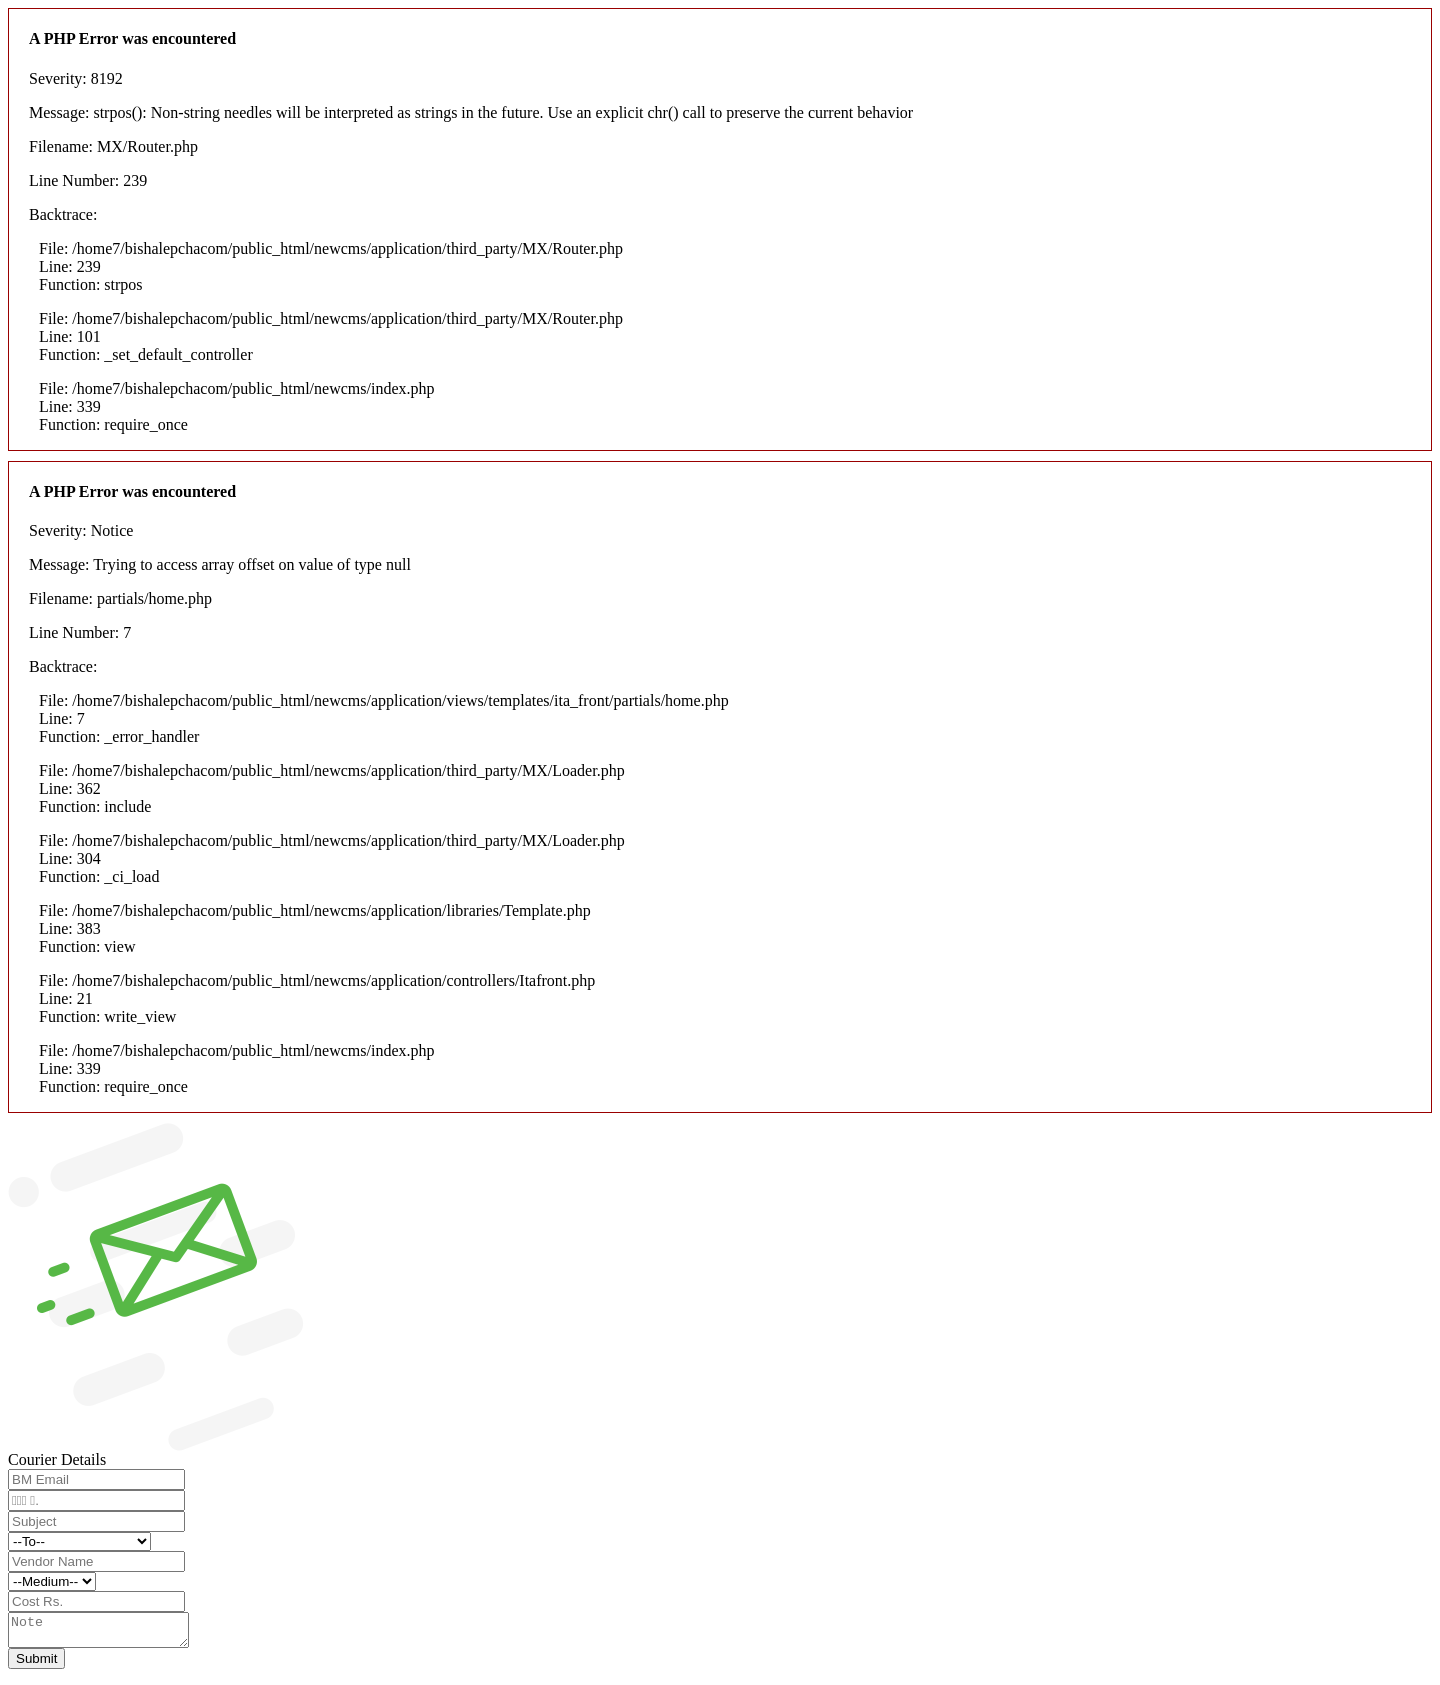 A PHP Error was encountered
Severity: 8192
Message: strpos(): Non-string needles will be interpreted as strings in the future. Use an explicit chr() call to preserve the current behavior
Filename: MX/Router.php
Line Number: 239
Backtrace:
File: /home7/bishalepchacom/public_html/newcms/application/third_party/MX/Router.php
Line: 239
Function: strpos
File: /home7/bishalepchacom/public_html/newcms/application/third_party/MX/Router.php
Line: 101
Function: _set_default_controller
File: /home7/bishalepchacom/public_html/newcms/index.php
Line: 339
Function: require_once
A PHP Error was encountered
Severity: Notice
Message: Trying to access array offset on value of type null
Filename: partials/home.php
Line Number: 7
Backtrace:
File: /home7/bishalepchacom/public_html/newcms/application/views/templates/ita_front/partials/home.php
Line: 7
Function: _error_handler
File: /home7/bishalepchacom/public_html/newcms/application/third_party/MX/Loader.php
Line: 362
Function: include
File: /home7/bishalepchacom/public_html/newcms/application/third_party/MX/Loader.php
Line: 304
Function: _ci_load
File: /home7/bishalepchacom/public_html/newcms/application/libraries/Template.php
Line: 383
Function: view
File: /home7/bishalepchacom/public_html/newcms/application/controllers/Itafront.php
Line: 21
Function: write_view
File: /home7/bishalepchacom/public_html/newcms/index.php
Line: 339
Function: require_once
Courier Details
BM Email
Subject
--To--
Vendor Name
--Medium--
Cost Rs.
Note
Submit